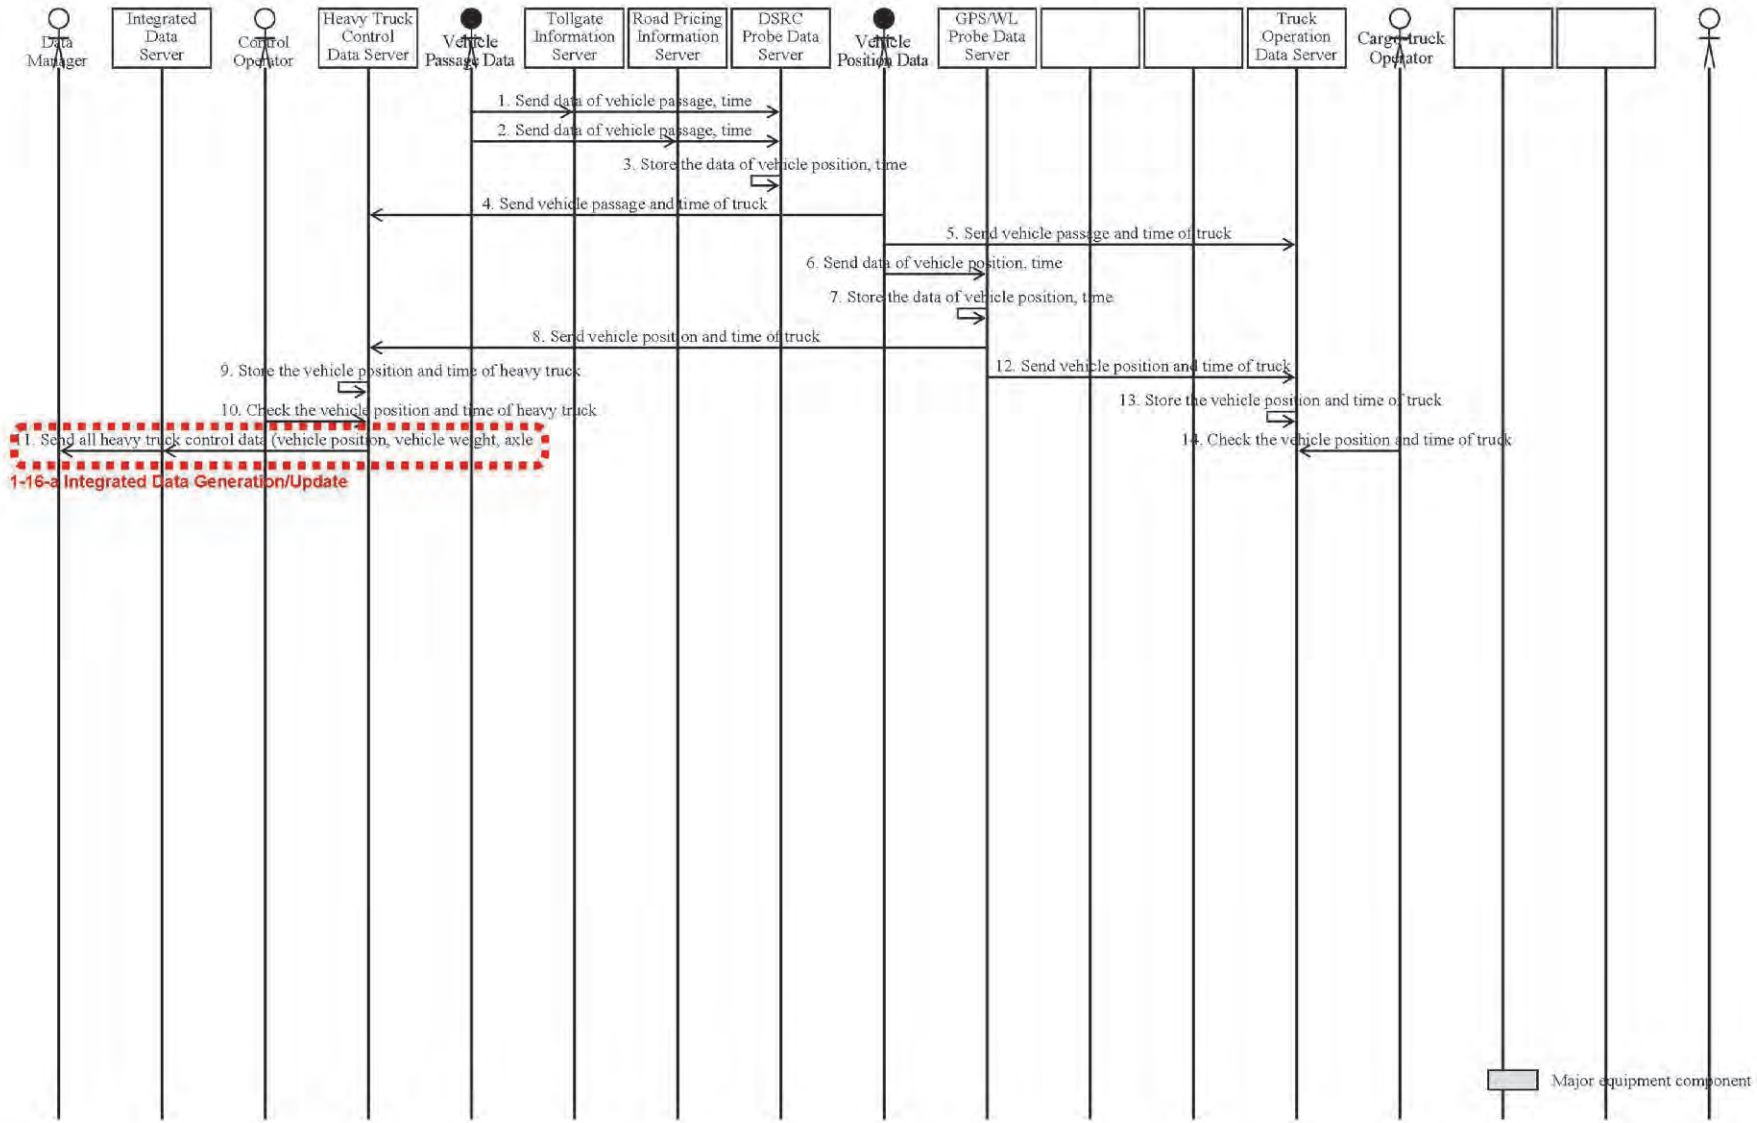 Data
Manager
Integrated
Data
Server
Control
Operator
Heavy Truck
Control
Data Server
Vehicle
Passage Data
Tollgate
Information
Server
Road Pricing
Information
Server
DSRC
Probe Data
Server
Vehicle
Position Data
GPS/WL
Probe Data
Server
Truck
Operation
Data Server
Cargo truck
Operator
1. Send data of vehicle passage, time
2. Send data of vehicle passage, time
3. Store the data of vehicle position, time
4. Send vehicle passage and time of truck
5. Send vehicle passage and time of truck
6. Send data of vehicle position, time
7. Store the data of vehicle position, time
8. Send vehicle position and time of truck
9. Store the vehicle position and time of heavy truck
12. Send vehicle position and time of truck
10. Check the vehicle position and time of heavy truck
13. Store the vehicle position and time of truck
11. Send all heavy truck control data (vehicle position, vehicle weight, axle
14. Check the vehicle position and time of truck
1-16-a Integrated Data Generation/Update
Major equipment component